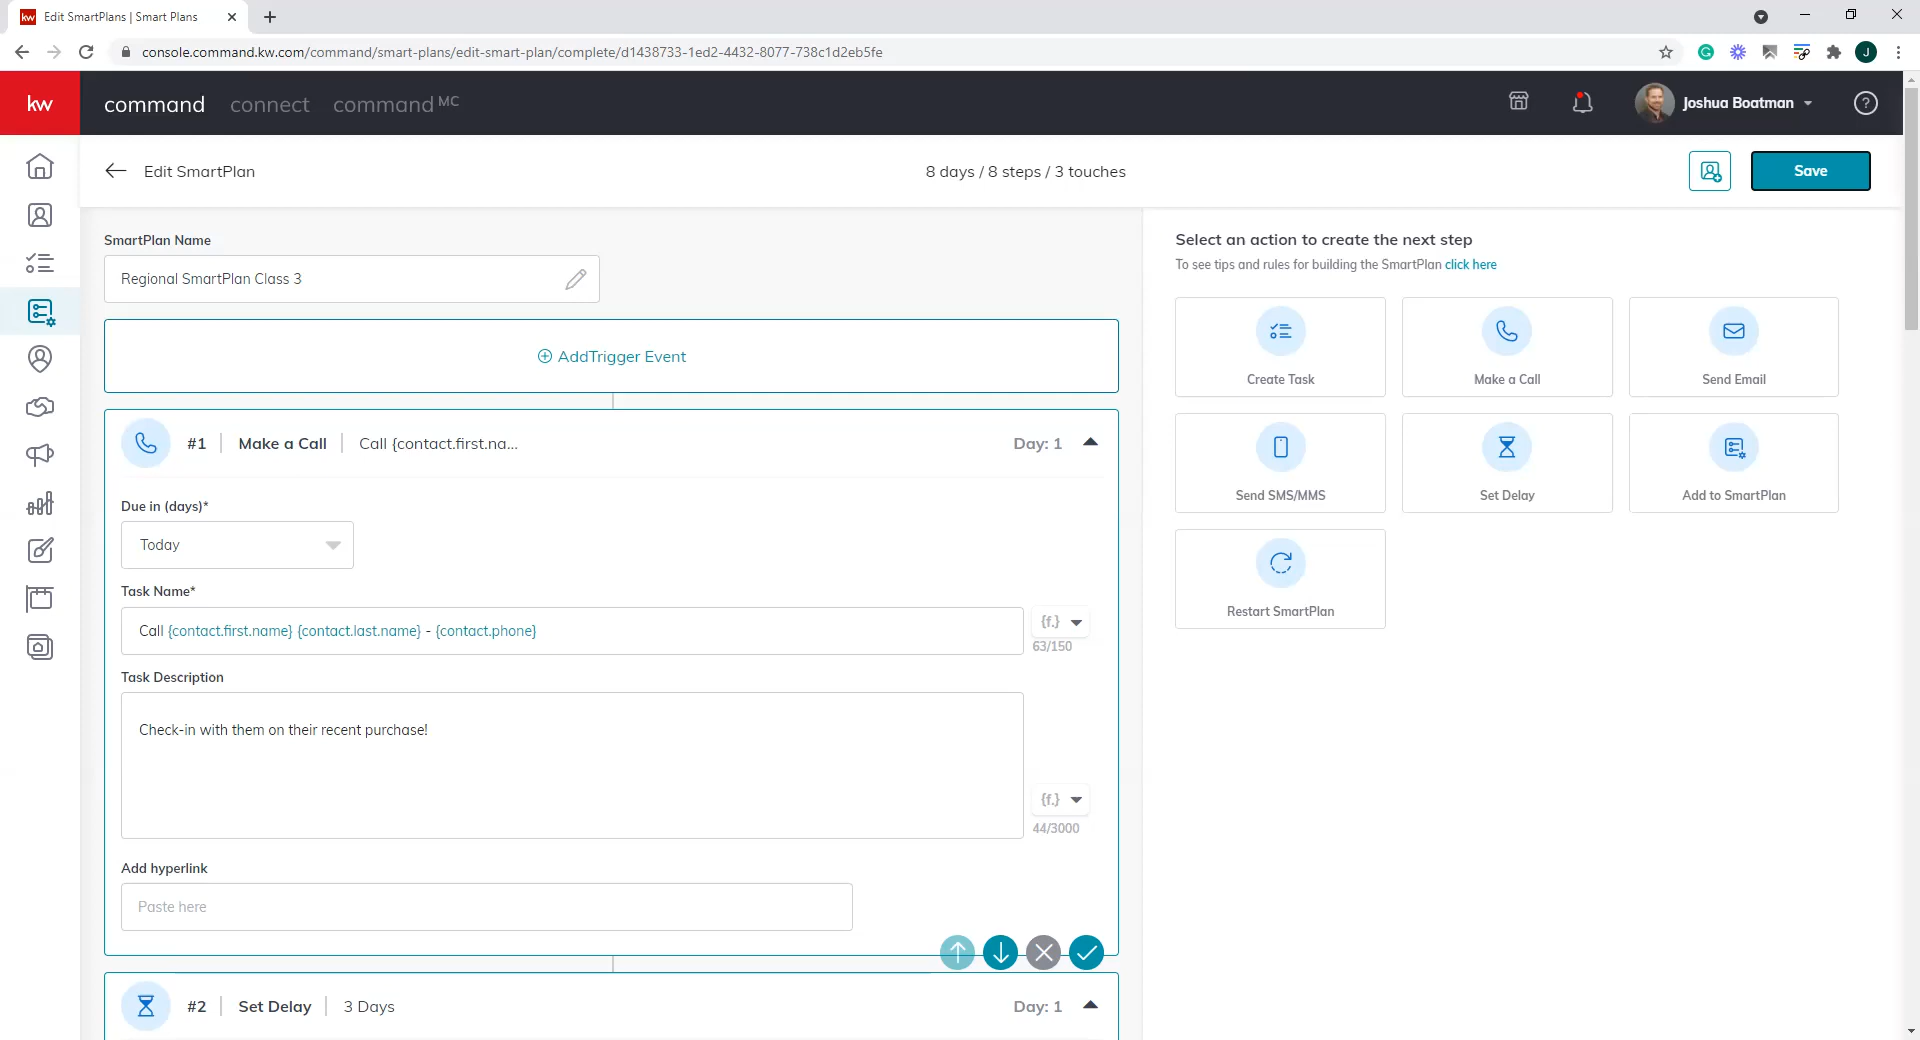 kw Edit SmartPlans | Smart Plans
console.command.kw.com/command/smart-plans/edit-smart-plan/complete/d1438733-1ed2-4432-8077-738c1d2eb5fe
J
kw command connect command MC Joshua Boatman ?
Edit SmartPlan 8 days / 8 steps / 3 touches Save
SmartPlan Name
Regional SmartPlan Class 3
AddTrigger Event
#1 Make a Call Call {contact.first.na... Day: 1
Due in (days)*
Today
Task Name*
Call {contact.first.name} {contact.last.name} - {contact.phone}
{f.}
63/150
Task Description
Check-in with them on their recent purchase!
{f.}
44/3000
Add hyperlink
Paste here
#2 Set Delay 3 Days Day: 1
Select an action to create the next step
To see tips and rules for building the SmartPlan click here
Create Task Make a Call Send Email
Send SMS/MMS Set Delay Add to SmartPlan
Restart SmartPlan